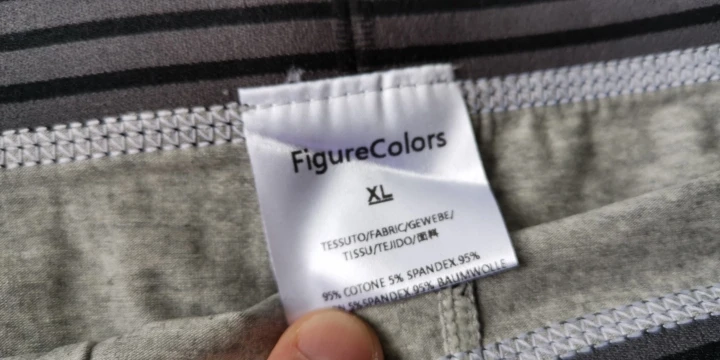 FigureColors
XL
TESSUTO/FABRIC/GEWEBE/
TISSU/TEJIDO/面料
95% COTONE 5% SPANDEX.95%
5%SPANDEX 95% BAUMWOLLE